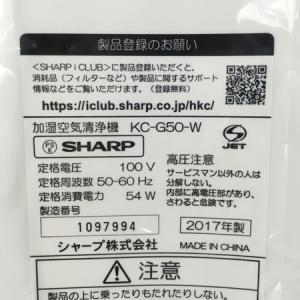 製品登録のお願い
<SHARP i CLUB>に製品登録いただくと、
消耗品(フィルターなど)や製品に関するサポート
情報などをご覧いただけます。(登録無料)
https://iclub.sharp.co.jp/hkc/
加湿空気清浄機 KC-G50-W
SHARP
JET
定格電圧 100 V
定格周波数 50-60 Hz
定格消費電力 54 W
製造番号
1097994
高圧注意
サービスマン以外の人は
分解しない。
内部に高電圧部があり、
さわると危険です。
2017年製
シャープ株式会社 MADE IN CHINA
注意
製品の上に乗ったりもたれたりしない。